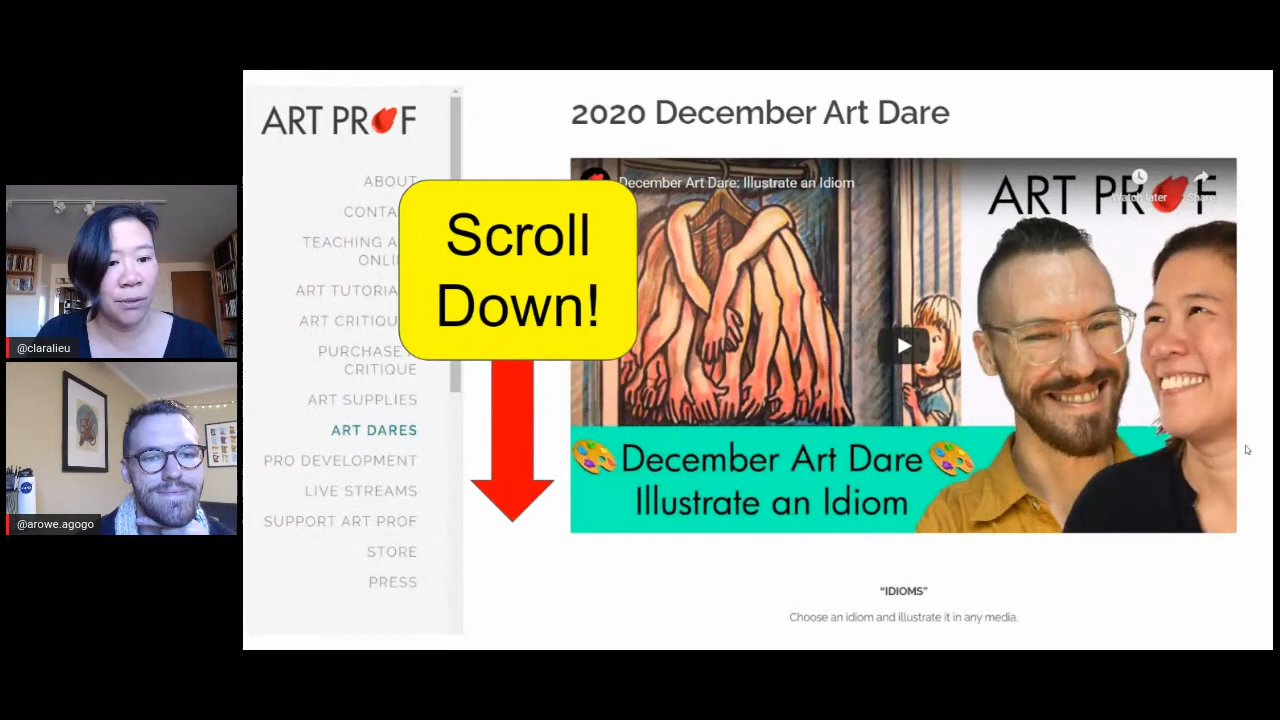 @claralieu
@arowe.agogo
ART PROF
ABOUT
CONTA
TEACHING A
ONLI
ART TUTORIA
ART CRITIQU
PURCHASE
CRITIQUE
ART SUPPLIES
ART DARES
PRO DEVELOPMENT
LIVE STREAMS
SUPPORT ART PROF
STORE
PRESS
Scroll
Down!
2020 December Art Dare
December Art Dare: Illustrate an Idiom
Watch later
Share
ART PROF
December Art Dare
Illustrate an Idiom
“IDIOMS”
Choose an idiom and illustrate it in any media.